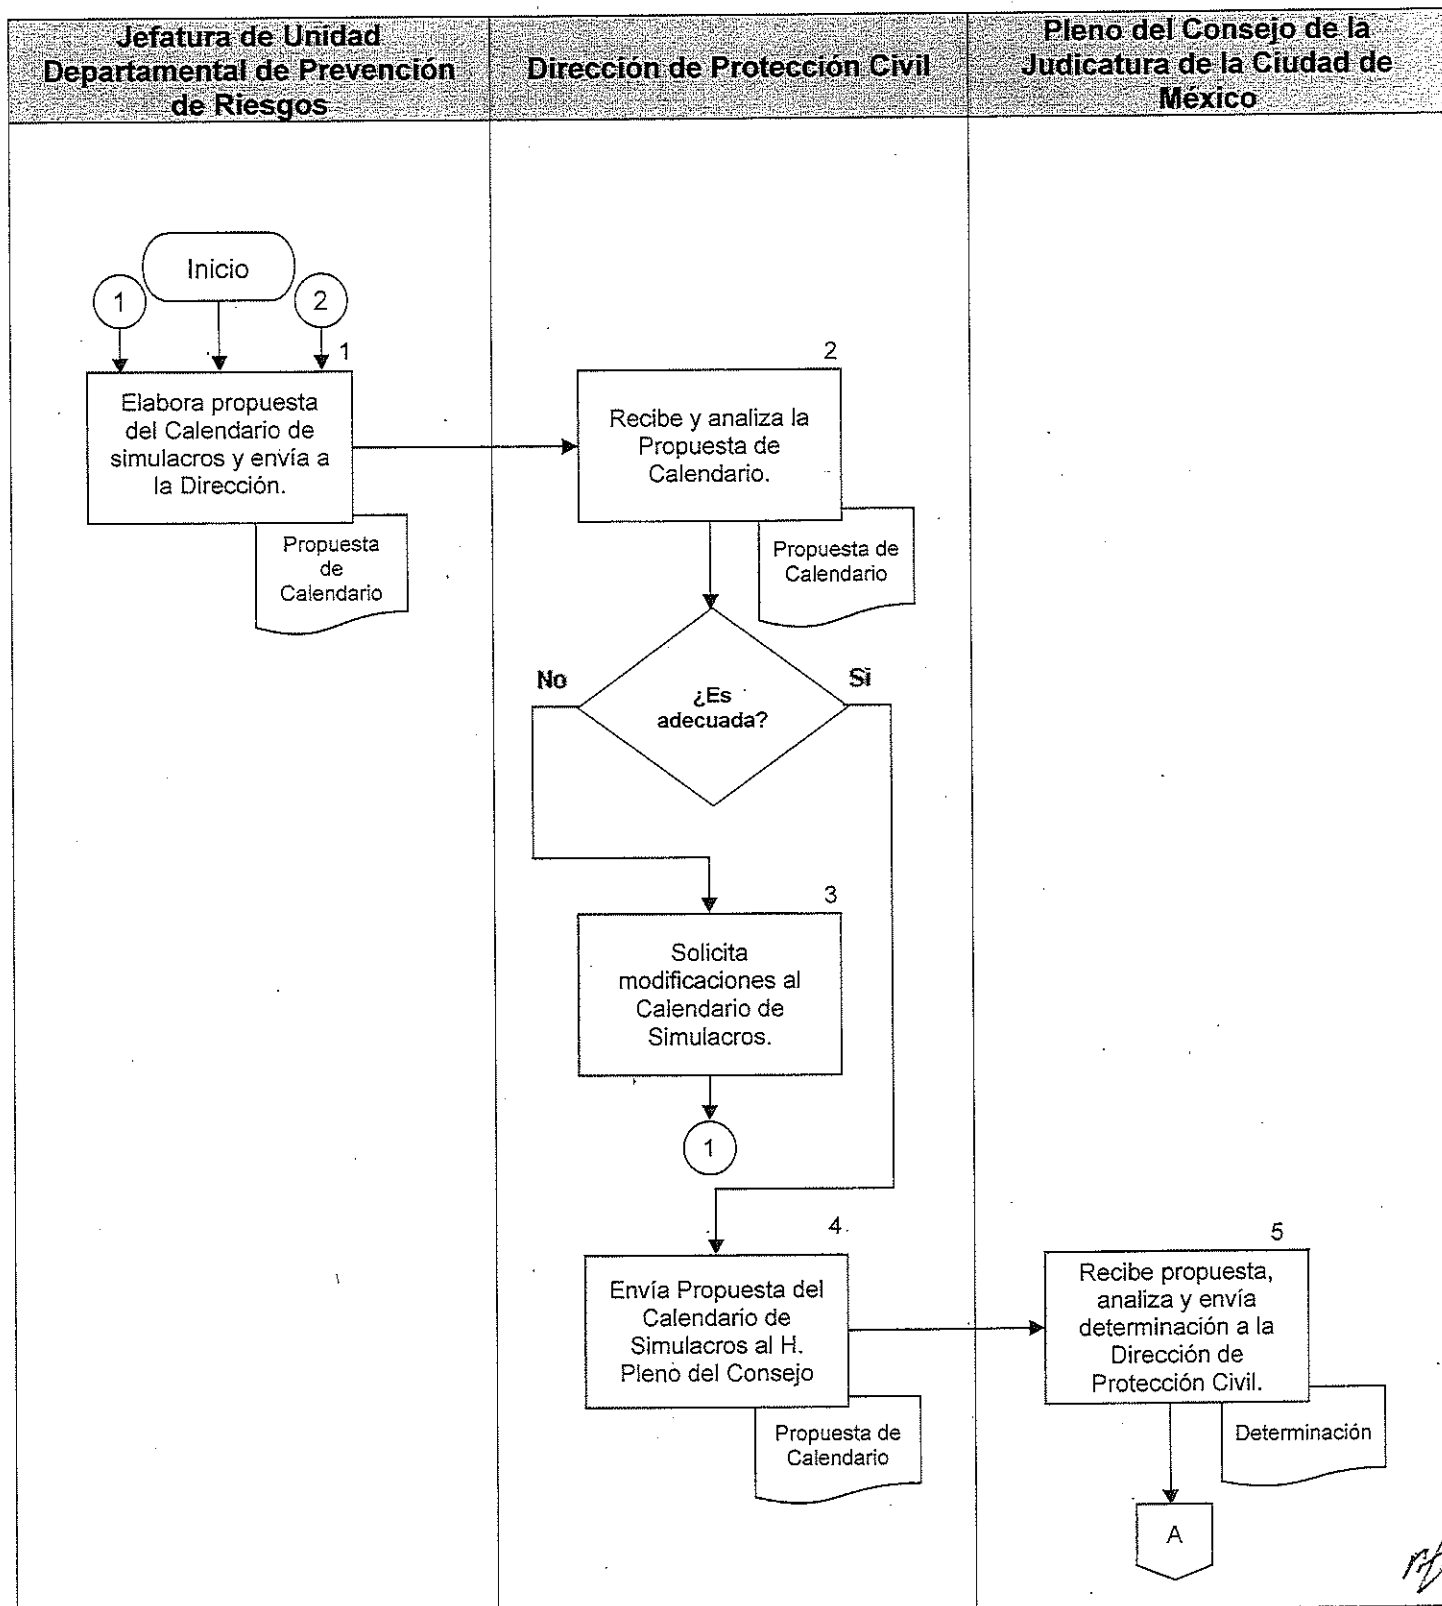 Jefatura de Unidad
Departamental de Prevención
de Riesgos
Dirección de Protección Civil
Pleno del Consejo de la
Judicatura de la Ciudad de
México
Inicio
1
2
1
Elabora propuesta
del Calendario de
simulacros y envía a
la Dirección.
Propuesta
de
Calendario
2
Recibe y analiza la
Propuesta de
Calendario.
Propuesta de
Calendario
No
¿Es
adecuada?
Si
3
Solicita
modificaciones al
Calendario de
Simulacros.
1
4
Envía Propuesta del
Calendario de
Simulacros al H.
Pleno del Consejo
Propuesta de
Calendario
5
Recibe propuesta,
analiza y envía
determinación a la
Dirección de
Protección Civil.
Determinación
A